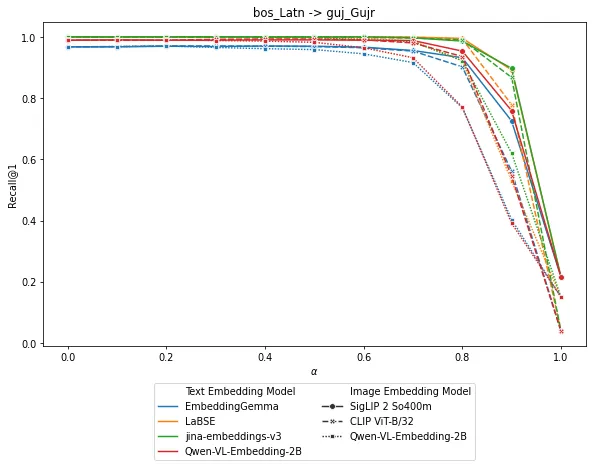 bos_Latn -> guj_Gujr
1.0
0.8
0.6
0.4
0.2
0.0
Recall@1
0.0 0.2 0.4 0.6 0.8 1.0
α
Text Embedding Model Image Embedding Model
EmbeddingGemma SigLIP 2 So400m
LaBSE CLIP ViT-B/32
jina-embeddings-v3 Qwen-VL-Embedding-2B
Qwen-VL-Embedding-2B